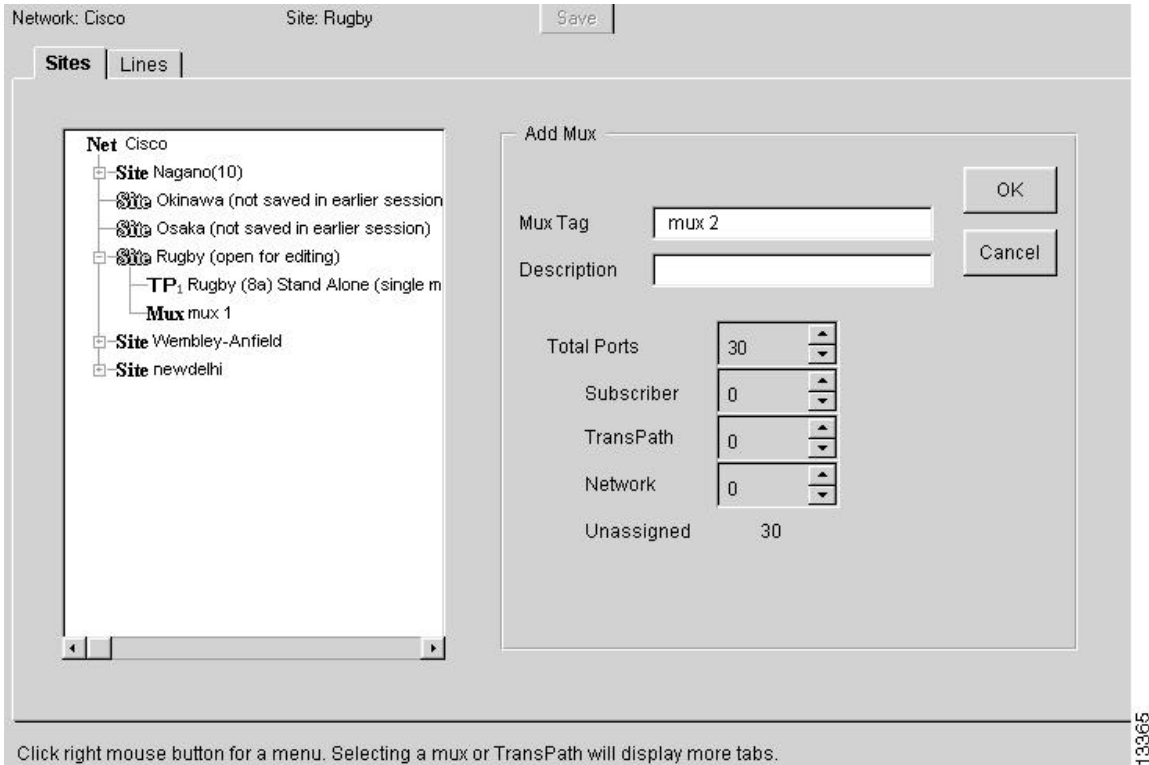 Network: Cisco Site: Rugby Save
Sites Lines
Net Cisco
Site Nagano(10)
Site Okinawa (not saved in earlier session
Site Osaka (not saved in earlier session)
Site Rugby (open for editing)
TP1 Rugby (8a) Stand Alone (single m
Mux mux 1
Site Wembley-Anfield
Site newdelhi
Add Mux
Mux Tag mux 2
Description
OK
Cancel
Total Ports 30
Subscriber 0
TransPath 0
Network 0
Unassigned 30
Click right mouse button for a menu. Selecting a mux or TransPath will display more tabs.
13365